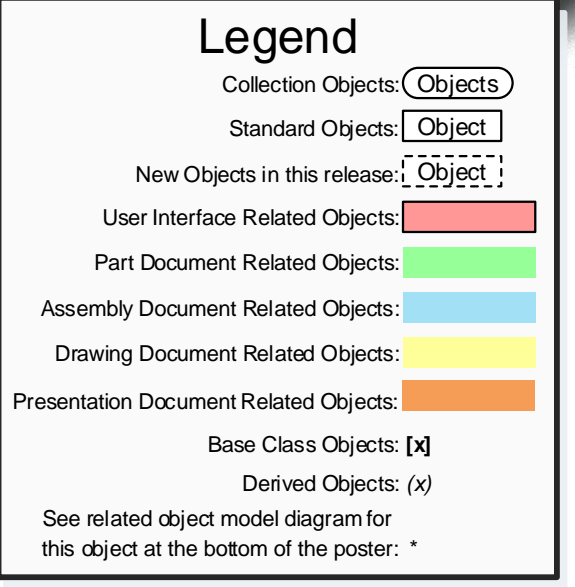 Legend
Collection Objects: Objects
Standard Objects: Object
New Objects in this release: Object
User Interface Related Objects:
Part Document Related Objects:
Assembly Document Related Objects:
Drawing Document Related Objects:
Presentation Document Related Objects:
Base Class Objects: [x]
Derived Objects: (x)
See related object model diagram for
this object at the bottom of the poster: *